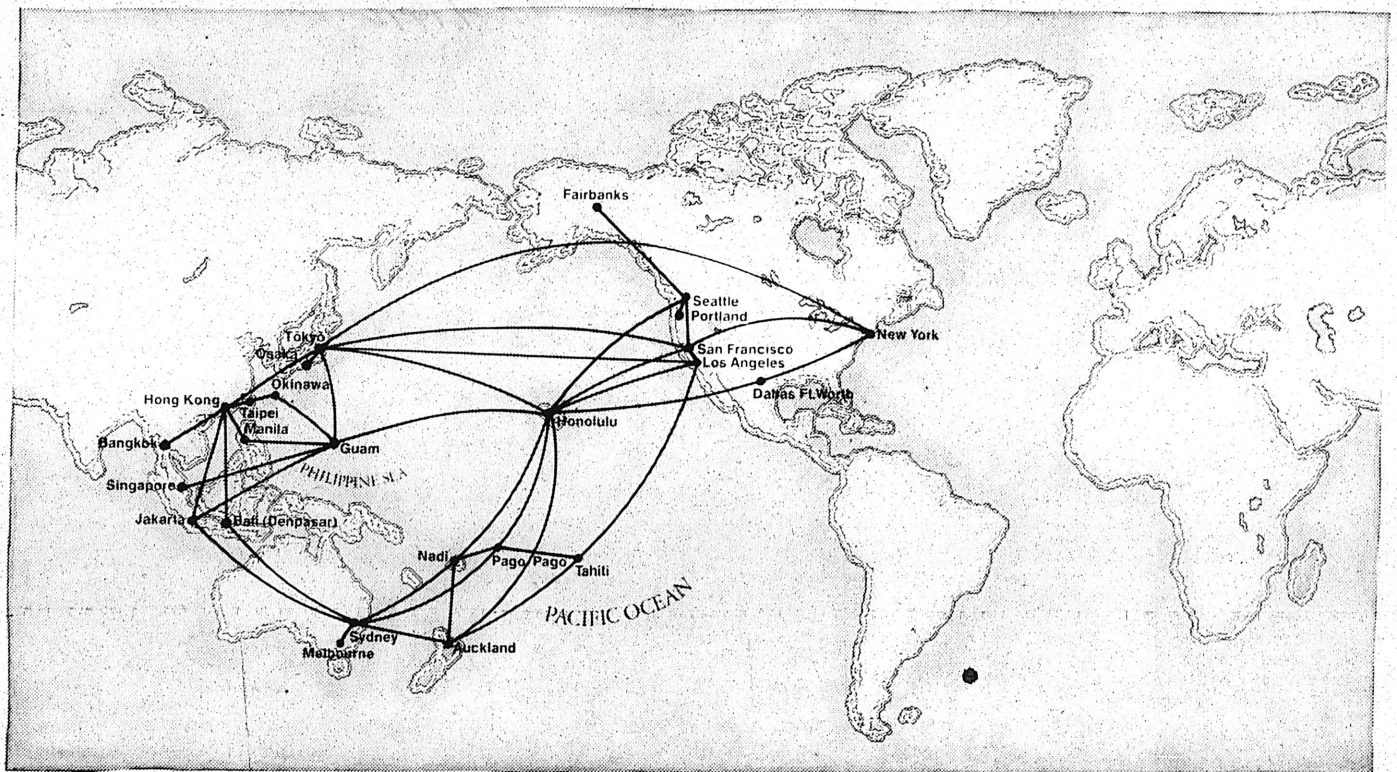 Fairbanks
Seattle
Portland
San Francisco
Los Angeles
New York
Dallas Ft.Worth
Tokyo
Osaka
Okinawa
Hong Kong
Taipei
Manila
Bangkok
Guam
Honolulu
PHILIPPINE SEA
Singapore
Jakarta
Bali (Denpasar)
Nadi
Pago Pago
Tahiti
PACIFIC OCEAN
Sydney
Melbourne
Auckland